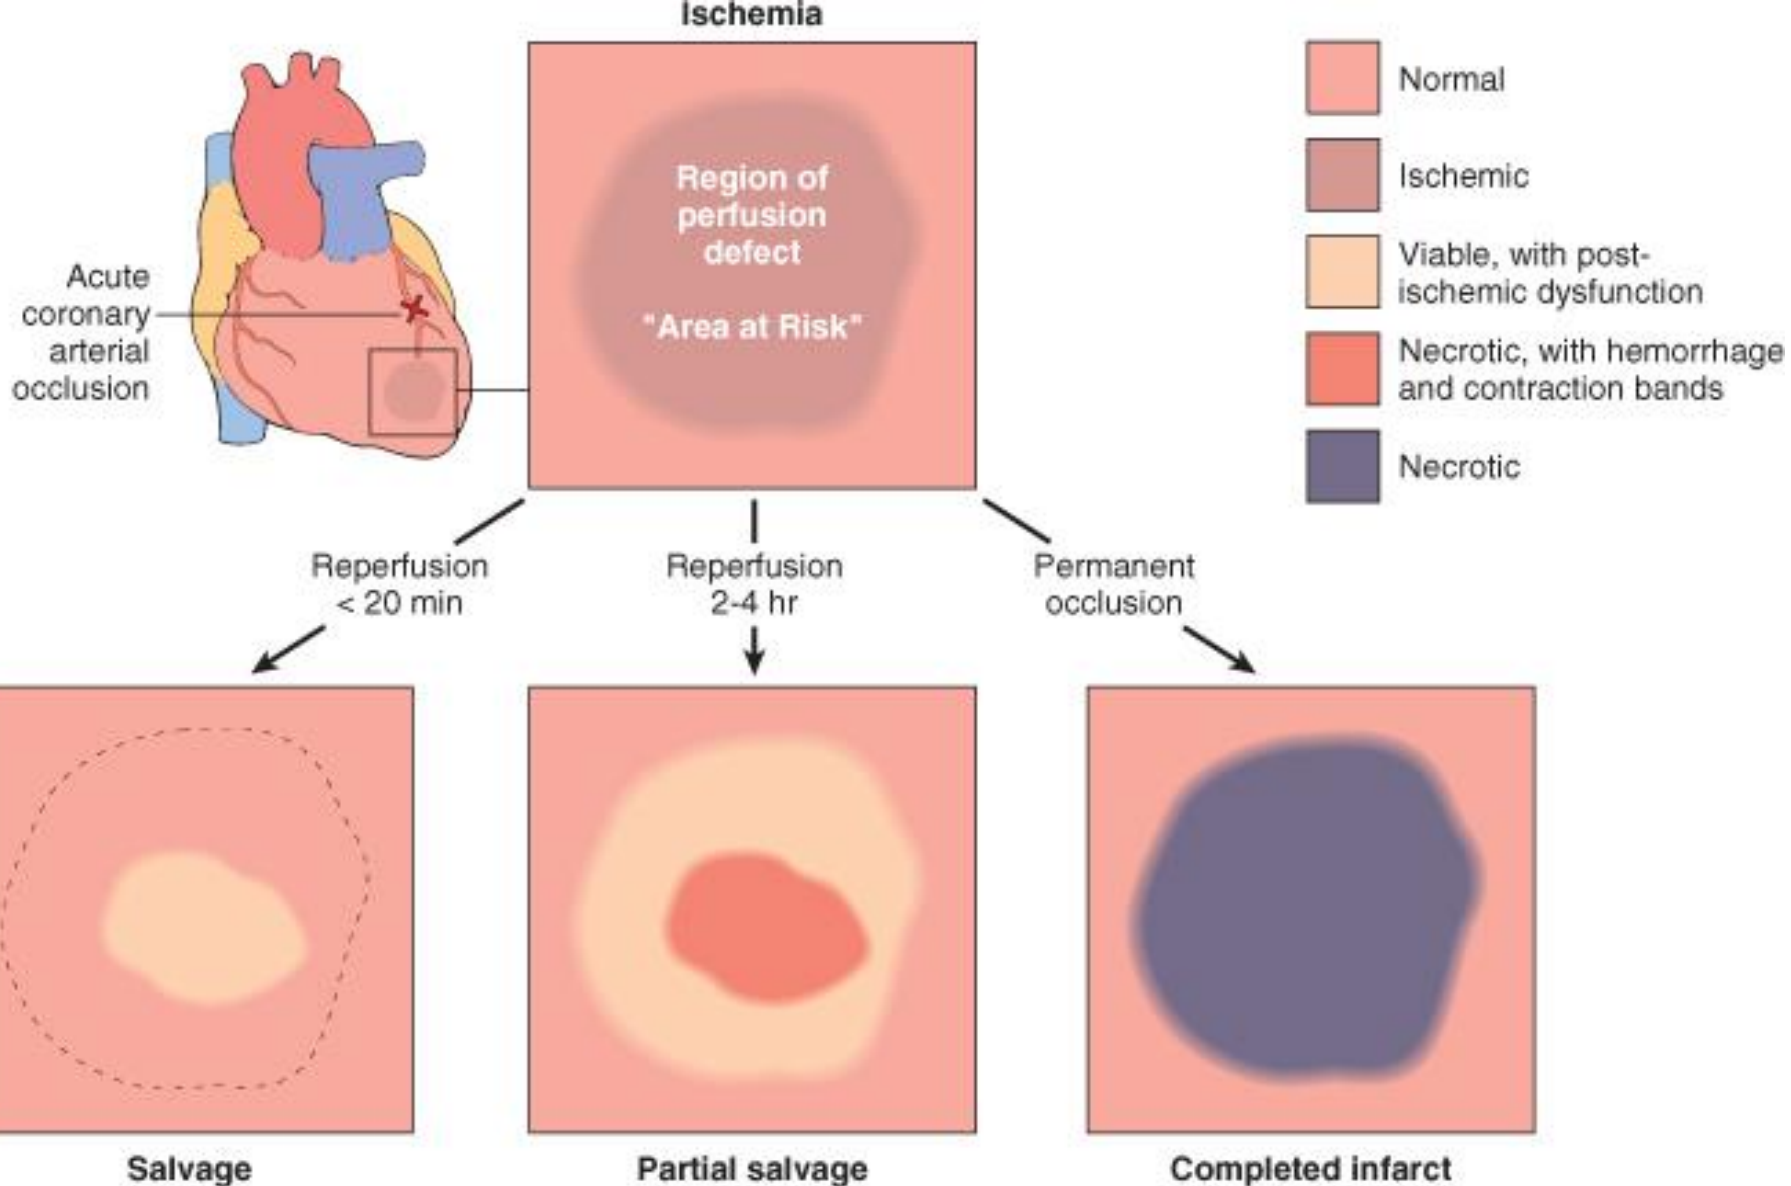 Ischemia
Acute
coronary
arterial
occlusion
Region of
perfusion
defect
"Area at Risk"
Normal
Ischemic
Viable, with post-
ischemic dysfunction
Necrotic, with hemorrhage
and contraction bands
Necrotic
Reperfusion
< 20 min
Reperfusion
2-4 hr
Permanent
occlusion
Salvage
Partial salvage
Completed infarct